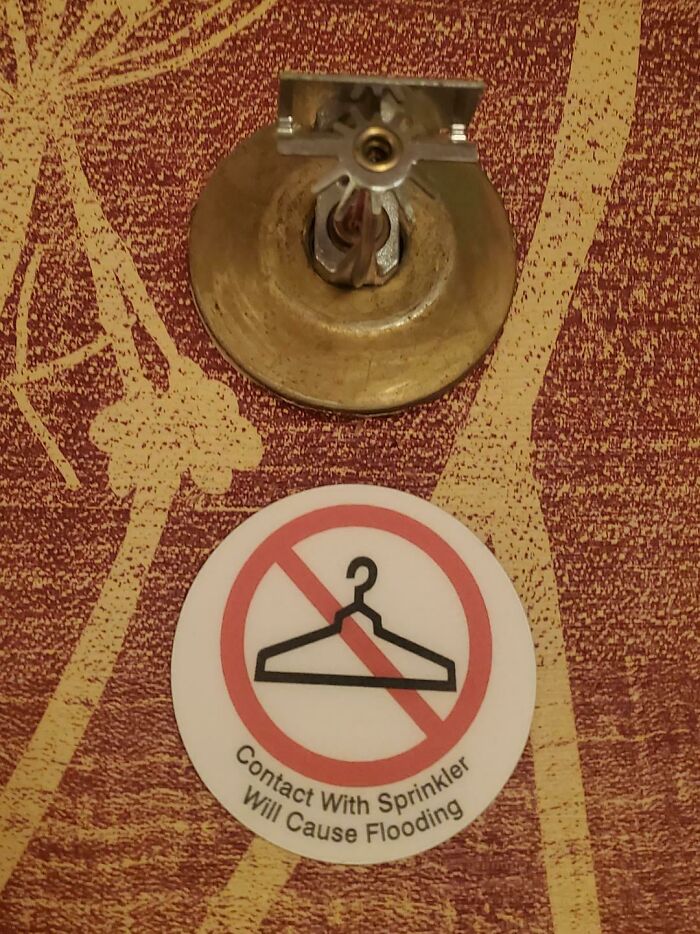 Contact With Sprinkler
Will Cause Flooding